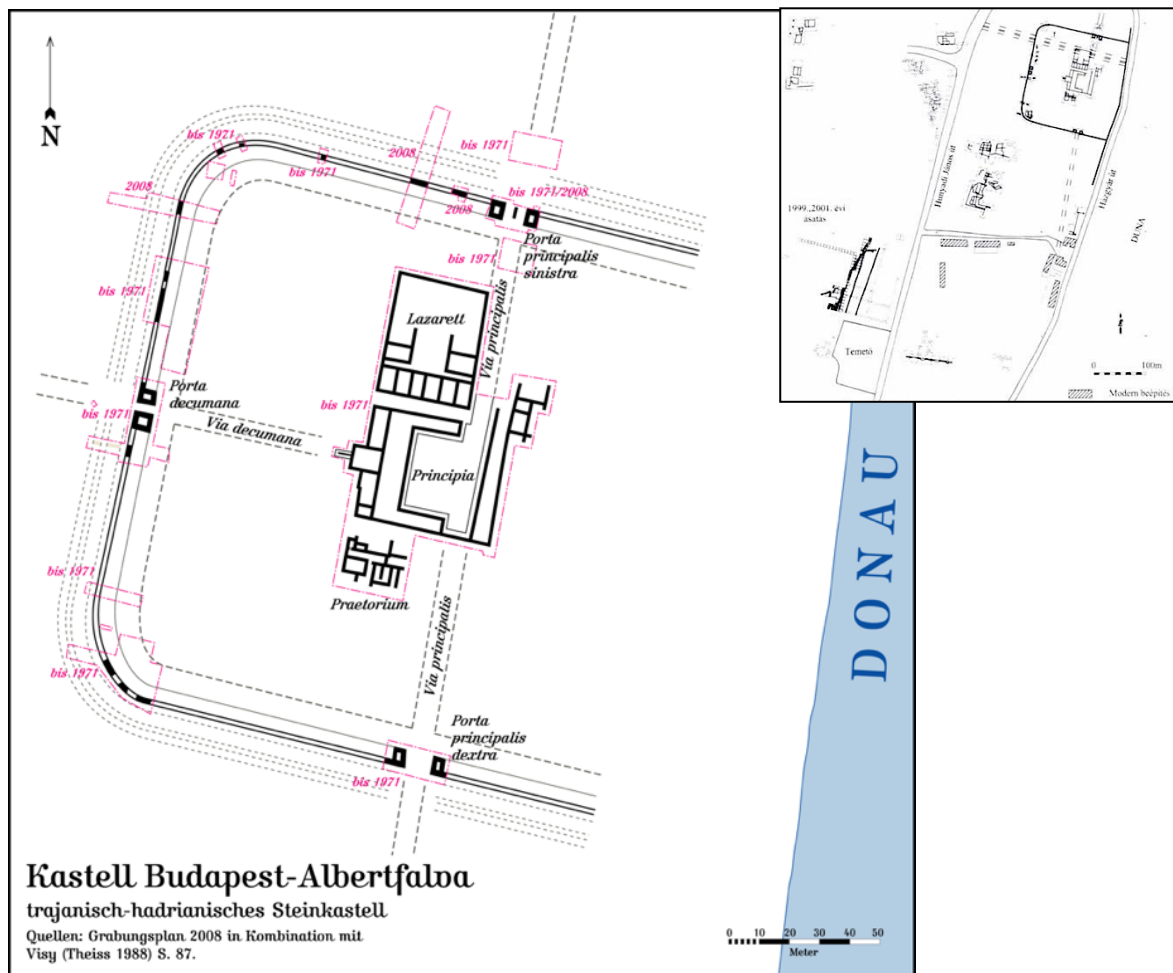 N
bis 1971
bis 1971
2008
bis 1971
bis 1971/2008
2008
2008
Porta
principalis
sinistra
bis 1971
bis 1971
Lazarett
Via principalis
Porta
decumana
bis 1971
bis 1971
Via decumana
Principia
bis 1971
Praetorium
bis 1971
Via principalis
Porta
principalis
dextra
bis 1971
DONAU
Kastell Budapest-Albertfalva
trajanisch-hadrianisches Steinkastell
Quellen: Grabungsplan 2008 in Kombination mit
Visy (Theiss 1988) S. 87.
0 10 20 30 40 50
Meter
Hunyadi János út
Házgyár út
DUNA
1999.,2001. évi
ásatás
Temető
0 100m
Modern beépítés